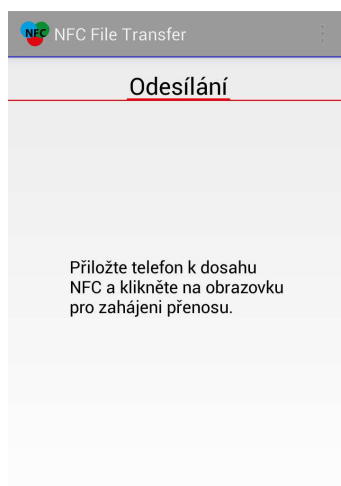 NFC NFC File Transfer
Odesílání
Přiložte telefon k dosahu
NFC a klikněte na obrazovku
pro zahájeni přenosu.